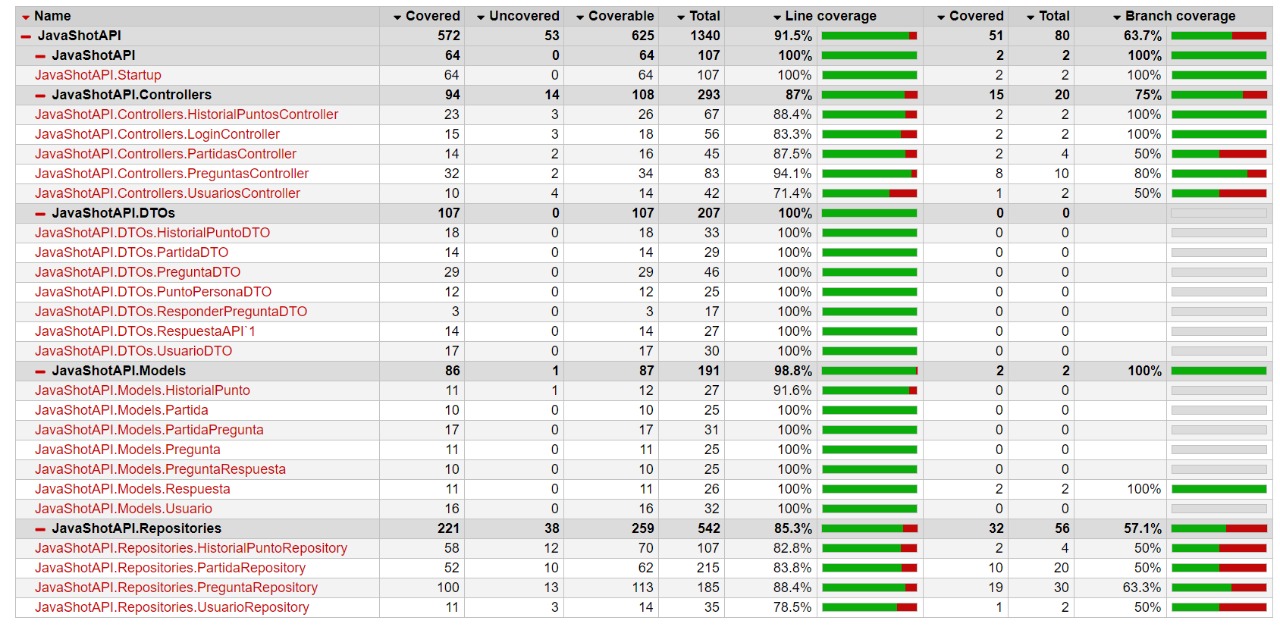 Name Covered Uncovered Coverable Total Line coverage Covered Total Branch coverage
JavaShotAPI 572 53 625 1340 91.5% 51 80 63.7%
JavaShotAPI 64 0 64 107 100% 2 2 100%
JavaShotAPI.Startup 64 0 64 107 100% 2 2 100%
JavaShotAPI.Controllers 94 14 108 293 87% 15 20 75%
JavaShotAPI.Controllers.HistorialPuntosController 23 3 26 67 88.4% 2 2 100%
JavaShotAPI.Controllers.LoginController 15 3 18 56 83.3% 2 2 100%
JavaShotAPI.Controllers.PartidasController 14 2 16 45 87.5% 2 4 50%
JavaShotAPI.Controllers.PreguntasController 32 2 34 83 94.1% 8 10 80%
JavaShotAPI.Controllers.UsuariosController 10 4 14 42 71.4% 1 2 50%
JavaShotAPI.DTOs 107 0 107 207 100% 0 0
JavaShotAPI.DTOs.HistorialPuntoDTO 18 0 18 33 100% 0 0
JavaShotAPI.DTOs.PartidaDTO 14 0 14 29 100% 0 0
JavaShotAPI.DTOs.PreguntaDTO 29 0 29 46 100% 0 0
JavaShotAPI.DTOs.PuntoPersonaDTO 12 0 12 25 100% 0 0
JavaShotAPI.DTOs.ResponderPreguntaDTO 3 0 3 17 100% 0 0
JavaShotAPI.DTOs.RespuestaAPI`1 14 0 14 27 100% 0 0
JavaShotAPI.DTOs.UsuarioDTO 17 0 17 30 100% 0 0
JavaShotAPI.Models 86 1 87 191 98.8% 2 2 100%
JavaShotAPI.Models.HistorialPunto 11 1 12 27 91.6% 0 0
JavaShotAPI.Models.Partida 10 0 10 25 100% 0 0
JavaShotAPI.Models.PartidaPregunta 17 0 17 31 100% 0 0
JavaShotAPI.Models.Pregunta 11 0 11 25 100% 0 0
JavaShotAPI.Models.PreguntaRespuesta 10 0 10 25 100% 0 0
JavaShotAPI.Models.Respuesta 11 0 11 26 100% 2 2 100%
JavaShotAPI.Models.Usuario 16 0 16 32 100% 0 0
JavaShotAPI.Repositories 221 38 259 542 85.3% 32 56 57.1%
JavaShotAPI.Repositories.HistorialPuntoRepository 58 12 70 107 82.8% 2 4 50%
JavaShotAPI.Repositories.PartidaRepository 52 10 62 215 83.8% 10 20 50%
JavaShotAPI.Repositories.PreguntaRepository 100 13 113 185 88.4% 19 30 63.3%
JavaShotAPI.Repositories.UsuarioRepository 11 3 14 35 78.5% 1 2 50%